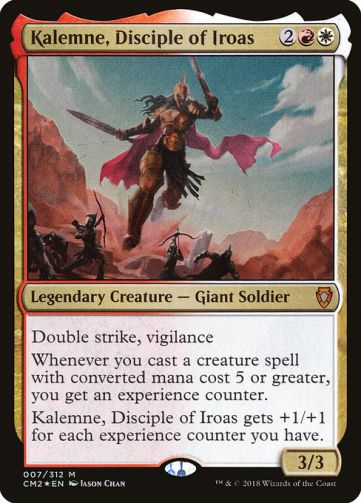 Kalemne, Disciple of Iroas 2
Legendary Creature — Giant Soldier
Double strike, vigilance
Whenever you cast a creature spell
with converted mana cost 5 or greater,
you get an experience counter.
Kalemne, Disciple of Iroas gets +1/+1
for each experience counter you have.
3/3
007/312 M
CM2 ★ EN Jason Chan
™ & © 2018 Wizards of the Coast